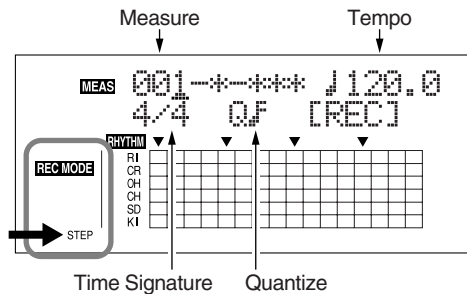 Measure Tempo
MEAS 001-*-*** ♩120.0
4/4 Q♪ [REC]
RHYTHM
RI
CR
REC MODE OH
CH
SD
STEP KI
Time Signature Quantize